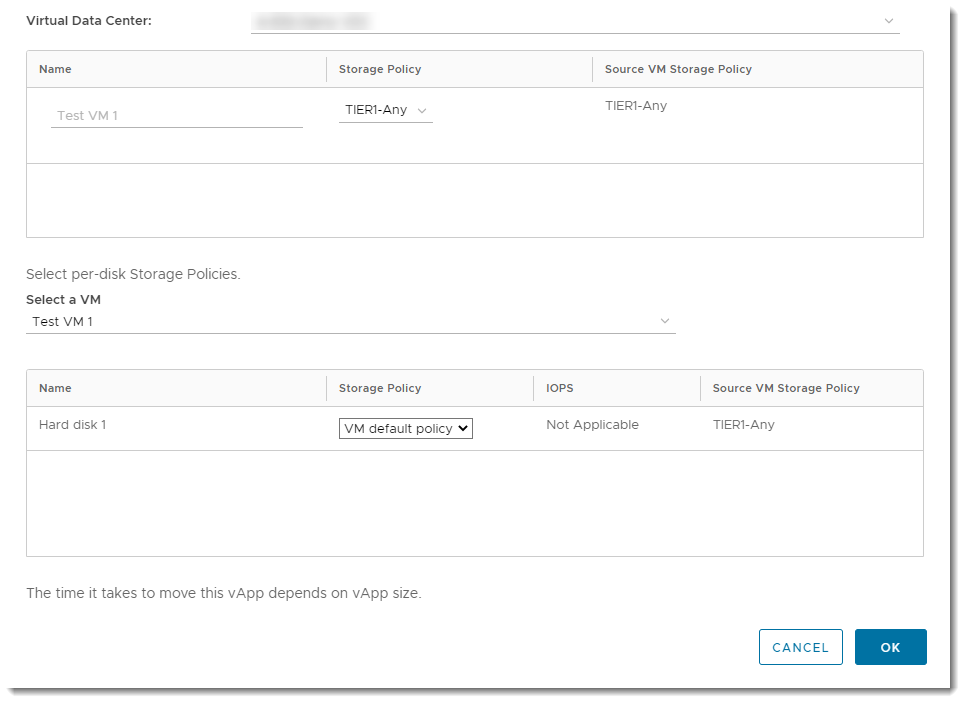 Virtual Data Center:
Name Storage Policy Source VM Storage Policy
Test VM 1 TIER1-Any TIER1-Any
Select per-disk Storage Policies.
Select a VM
Test VM 1
Name Storage Policy IOPS Source VM Storage Policy
Hard disk 1 VM default policy Not Applicable TIER1-Any
The time it takes to move this vApp depends on vApp size.
CANCEL OK